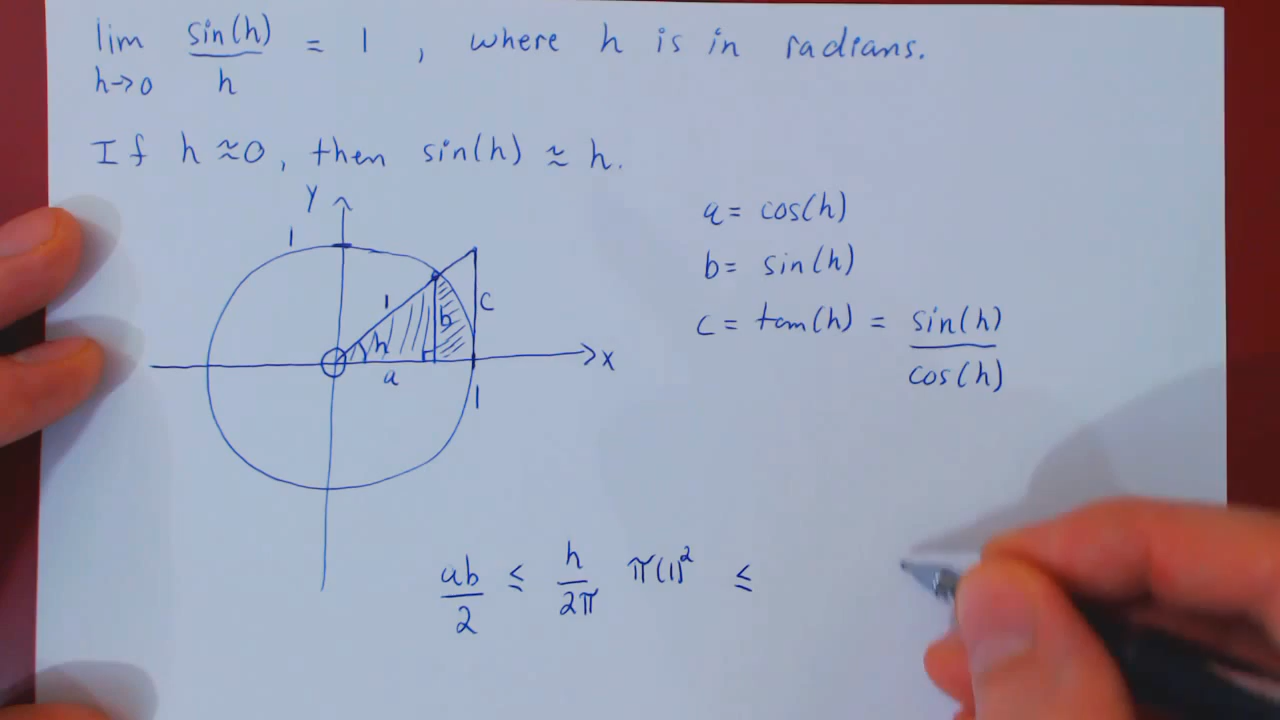 lim sin(h)/h = 1 , where h is in radians.
h→0
If h ≈ 0, then sin(h) ≈ h.
Y
1
a = cos(h)
b = sin(h)
c = tan(h) = sin(h)/cos(h)
1
b
c
h
a
x
1
ab/2 ≤ h/2π π(1)² ≤